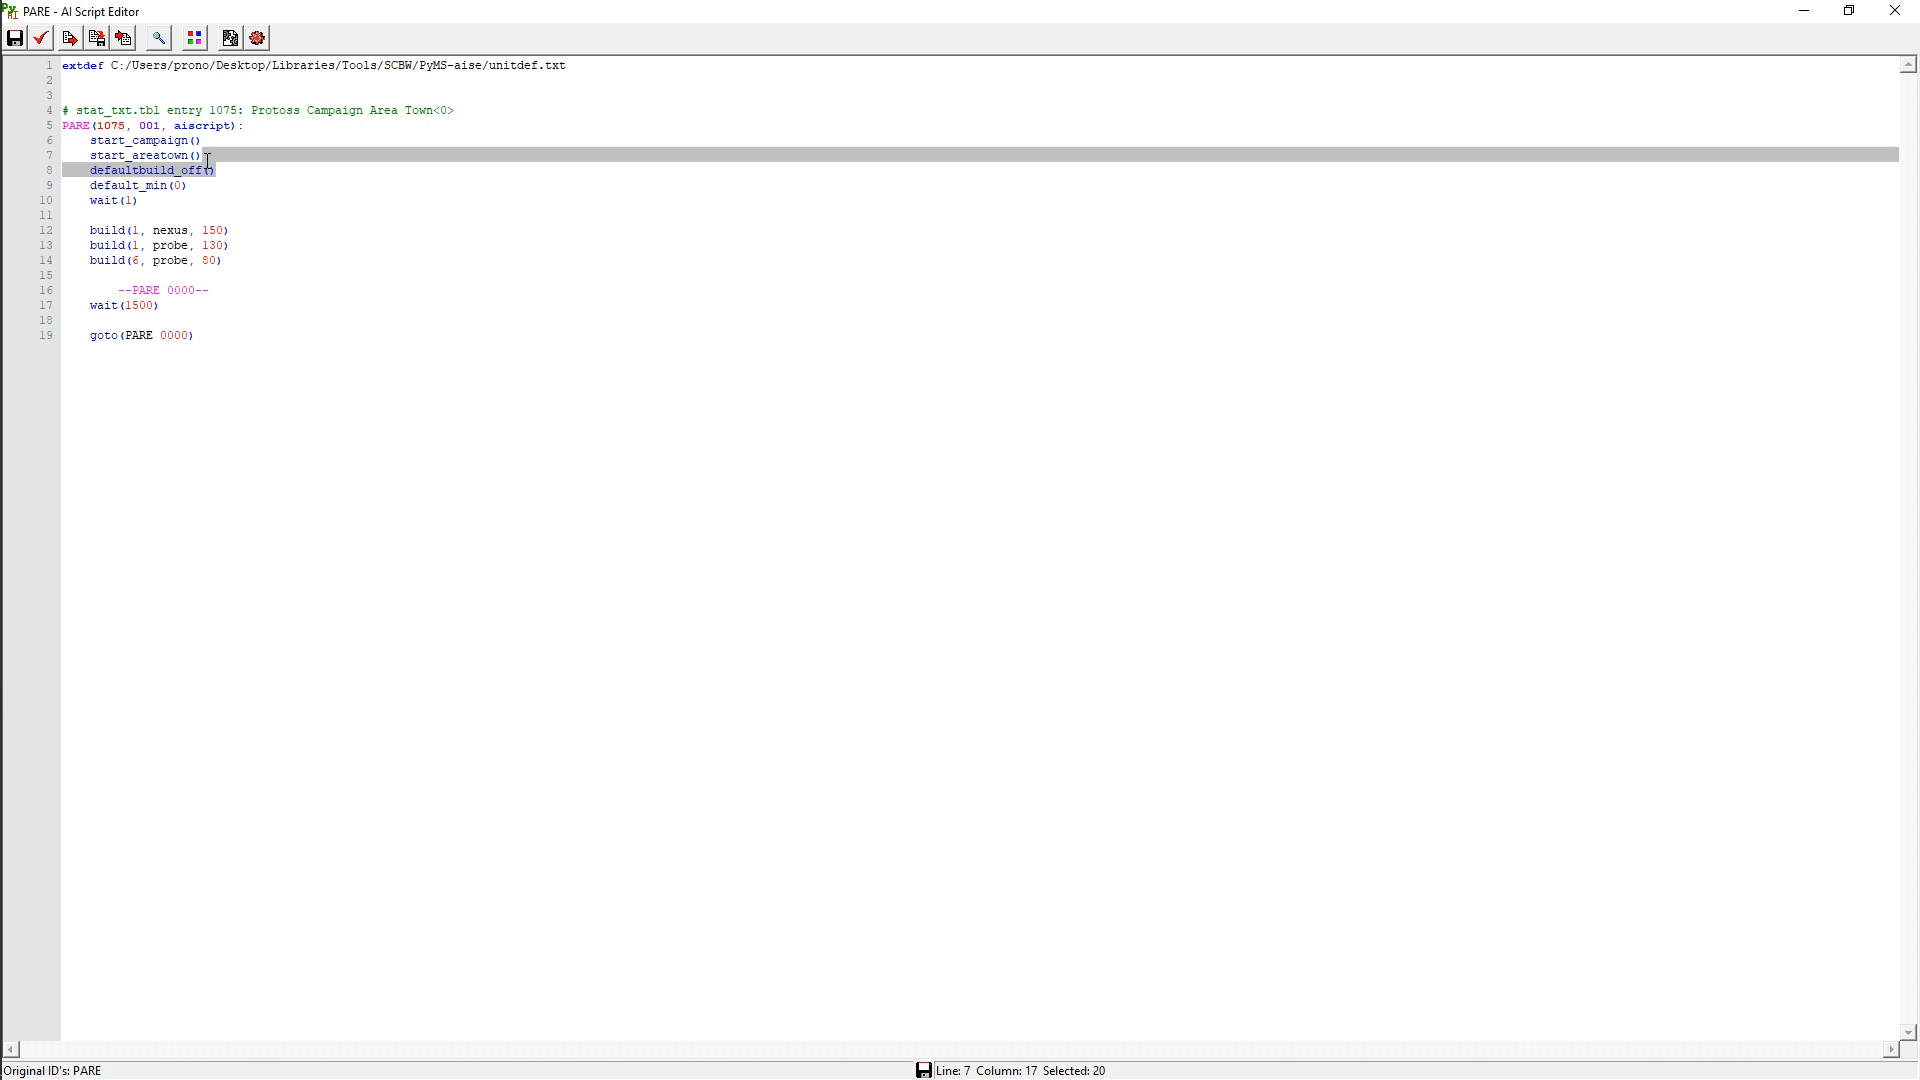 PARE - AI Script Editor
1 extdef C:/Users/prono/Desktop/Libraries/Tools/SCBW/PyMS-aise/unitdef.txt
2
3
4 # stat_txt.tbl entry 1075: Protoss Campaign Area Town<0>
5 PARE(1075, 001, aiscript):
6 start_campaign()
7 start_areatown()
8 defaultbuild_off()
9 default_min(0)
10 wait(1)
11
12 build(1, nexus, 150)
13 build(1, probe, 130)
14 build(6, probe, 80)
15
16 --PARE 0000--
17 wait(1500)
18
19 goto(PARE 0000)
Original ID's: PARE
Line: 7 Column: 17 Selected: 20